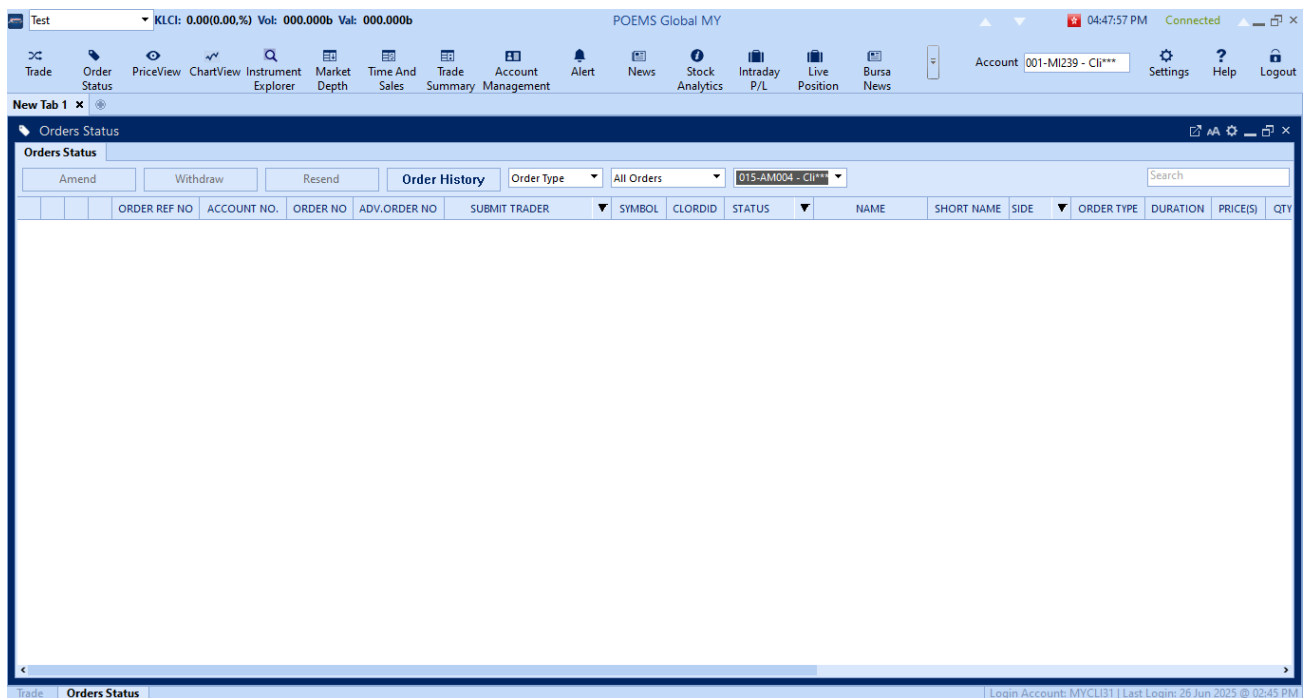 Test KLCI: 0.00(0.00,%) Vol: 000.000b Val: 000.000b POEMS Global MY 04:47:57 PM Connected
Trade Order Status PriceView ChartView Instrument Explorer Market Depth Time And Sales Trade Summary Account Management Alert News Stock Analytics Intraday P/L Live Position Bursa News Account 001-MI239 - Cli*** Settings Help Logout
New Tab 1
Orders Status
Orders Status
Amend Withdraw Resend Order History Order Type All Orders 015-AM004 - Cli*** Search
ORDER REF NO ACCOUNT NO. ORDER NO ADV.ORDER NO SUBMIT TRADER SYMBOL CLORDID STATUS NAME SHORT NAME SIDE ORDER TYPE DURATION PRICE(S) QTY
Trade Orders Status Login Account: MYCLI31 | Last Login: 26 Jun 2025 @ 02:45 PM